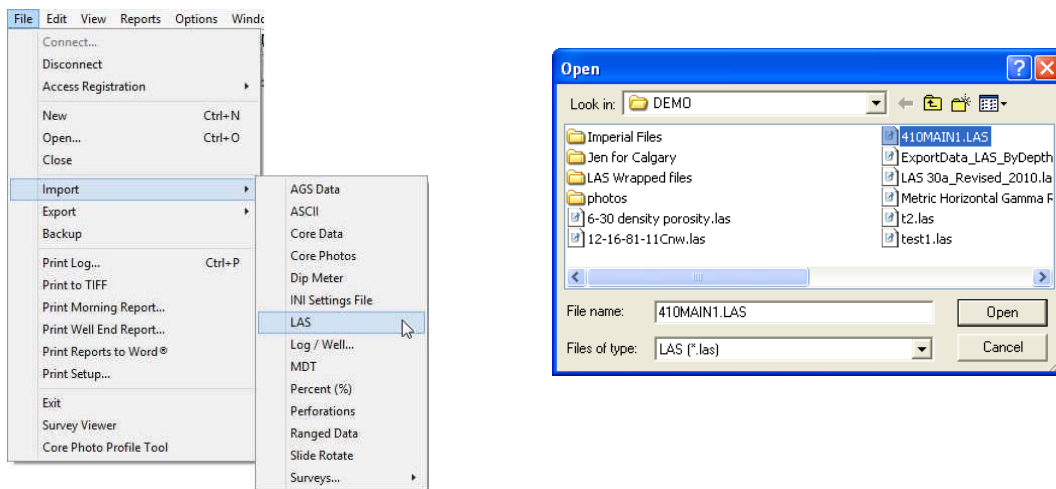 File Edit View Reports Options Windo
Connect...
Disconnect
Access Registration
New Ctrl+N
Open... Ctrl+O
Close
Import
Export
Backup
Print Log... Ctrl+P
Print to TIFF
Print Morning Report...
Print Well End Report...
Print Reports to Word®
Print Setup...
Exit
Survey Viewer
Core Photo Profile Tool
AGS Data
ASCII
Core Data
Core Photos
Dip Meter
INI Settings File
LAS
Log / Well...
MDT
Percent (%)
Perforations
Ranged Data
Slide Rotate
Surveys...
Open
Look in: DEMO
Imperial Files
Jen for Calgary
LAS Wrapped files
photos
6-30 density porosity.las
12-16-81-11Cnw.las
410MAIN1.LAS
ExportData_LAS_ByDepth
LAS 30a_Revised_2010.la
Metric Horizontal Gamma R
t2.las
test1.las
File name: 410MAIN1.LAS Open
Files of type: LAS (*.las) Cancel